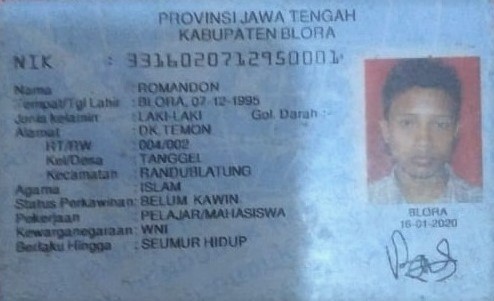 PROVINSI JAWA TENGAH
KABUPATEN BLORA
NIK : 3316020712950001
Nama : ROMANDON
Tempat/Tgl Lahir : BLORA, 07-12-1995
Jenis kelamin : LAKI-LAKI Gol. Darah :-
Alamat : DK.TEMON
RT/RW : 004/002
Kel/Desa : TANGGEL
Kecamatan : RANDUBLATUNG
Agama : ISLAM
Status Perkawinan: BELUM KAWIN
Pekerjaan : PELAJAR/MAHASISWA
Kewarganegaraan: WNI
Berlaku Hingga : SEUMUR HIDUP
BLORA
16-01-2020